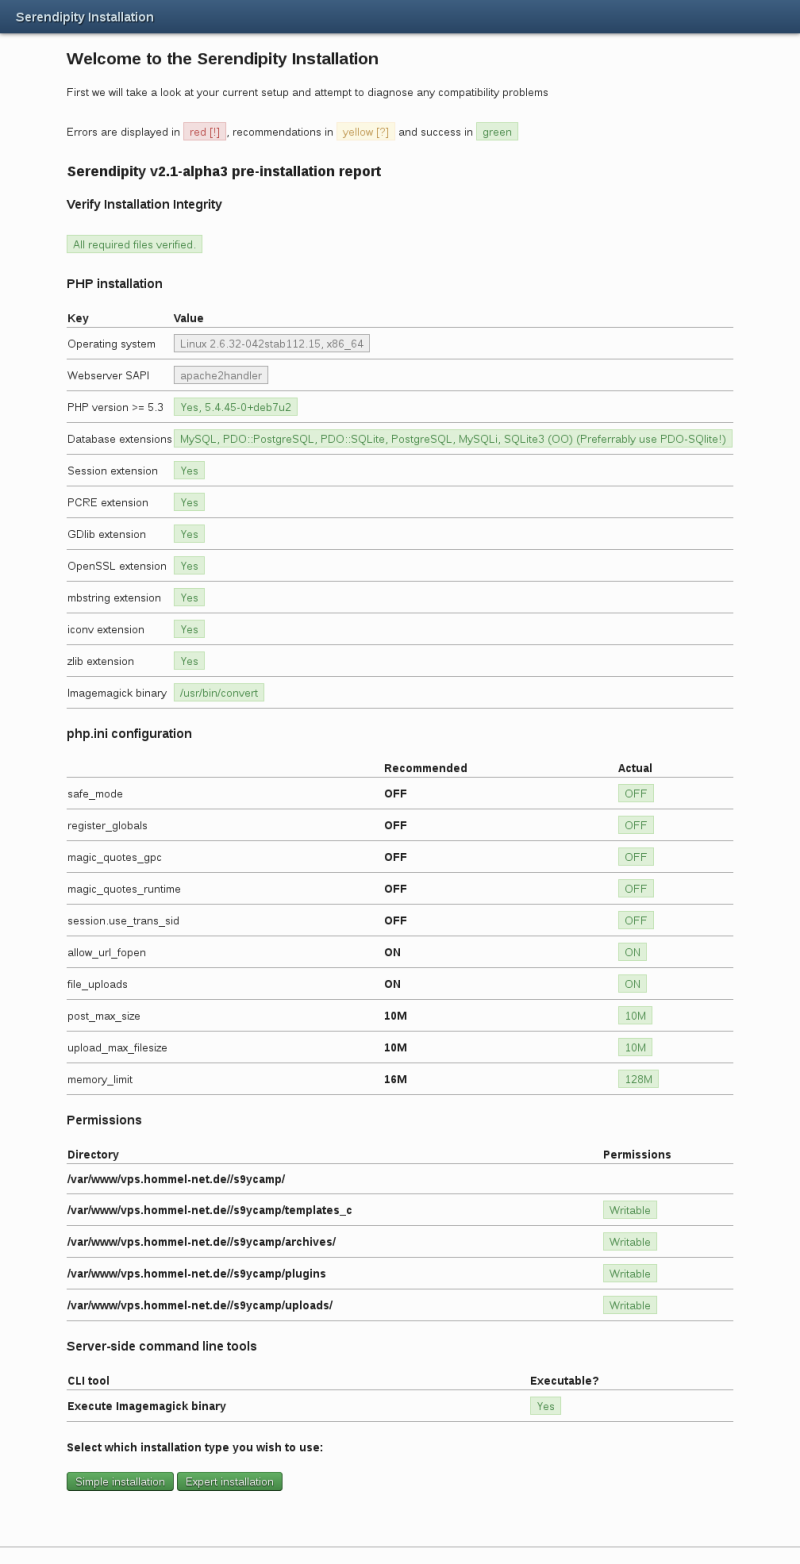 Serendipity Installation
Welcome to the Serendipity Installation
First we will take a look at your current setup and attempt to diagnose any compatibility problems
Errors are displayed in red [!], recommendations in yellow [?] and success in green
Serendipity v2.1-alpha3 pre-installation report
Verify Installation Integrity
All required files verified.
PHP installation
Key Value
Operating system Linux 2.6.32-042stab112.15, x86_64
Webserver SAPI apache2handler
PHP version >= 5.3 Yes, 5.4.45-0+deb7u2
Database extensions MySQL, PDO::PostgreSQL, PDO::SQLite, PostgreSQL, MySQLi, SQLite3 (OO) (Preferrably use PDO-SQlite!)
Session extension Yes
PCRE extension Yes
GDlib extension Yes
OpenSSL extension Yes
mbstring extension Yes
iconv extension Yes
zlib extension Yes
Imagemagick binary /usr/bin/convert
php.ini configuration
Recommended Actual
safe_mode OFF OFF
register_globals OFF OFF
magic_quotes_gpc OFF OFF
magic_quotes_runtime OFF OFF
session.use_trans_sid OFF OFF
allow_url_fopen ON ON
file_uploads ON ON
post_max_size 10M 10M
upload_max_filesize 10M 10M
memory_limit 16M 128M
Permissions
Directory Permissions
/var/www/vps.hommel-net.de//s9ycamp/
/var/www/vps.hommel-net.de//s9ycamp/templates_c Writable
/var/www/vps.hommel-net.de//s9ycamp/archives/ Writable
/var/www/vps.hommel-net.de//s9ycamp/plugins Writable
/var/www/vps.hommel-net.de//s9ycamp/uploads/ Writable
Server-side command line tools
CLI tool Executable?
Execute Imagemagick binary Yes
Select which installation type you wish to use:
Simple installation Expert installation